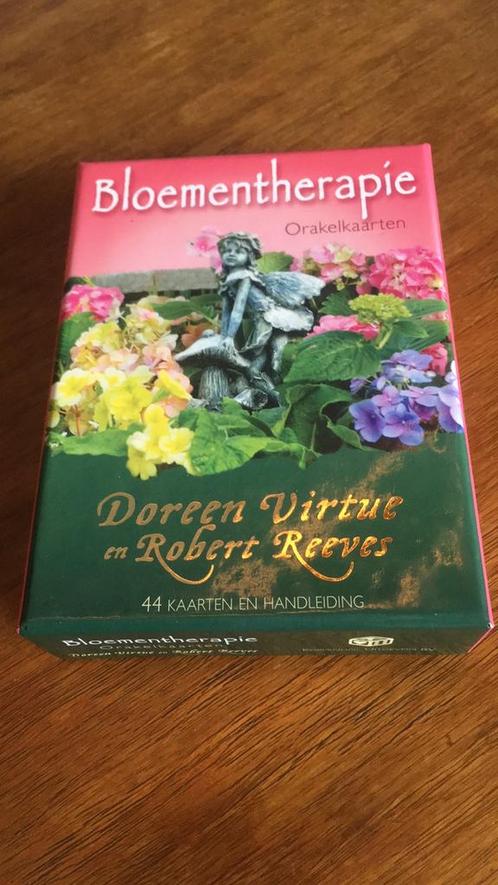 Bloementherapie
Orakelkaarten
Doreen Virtue
en Robert Reeves
44 KAARTEN EN HANDLEIDING
Bloementherapie
Orakelkaarten
Doreen Virtue en Robert Reeves